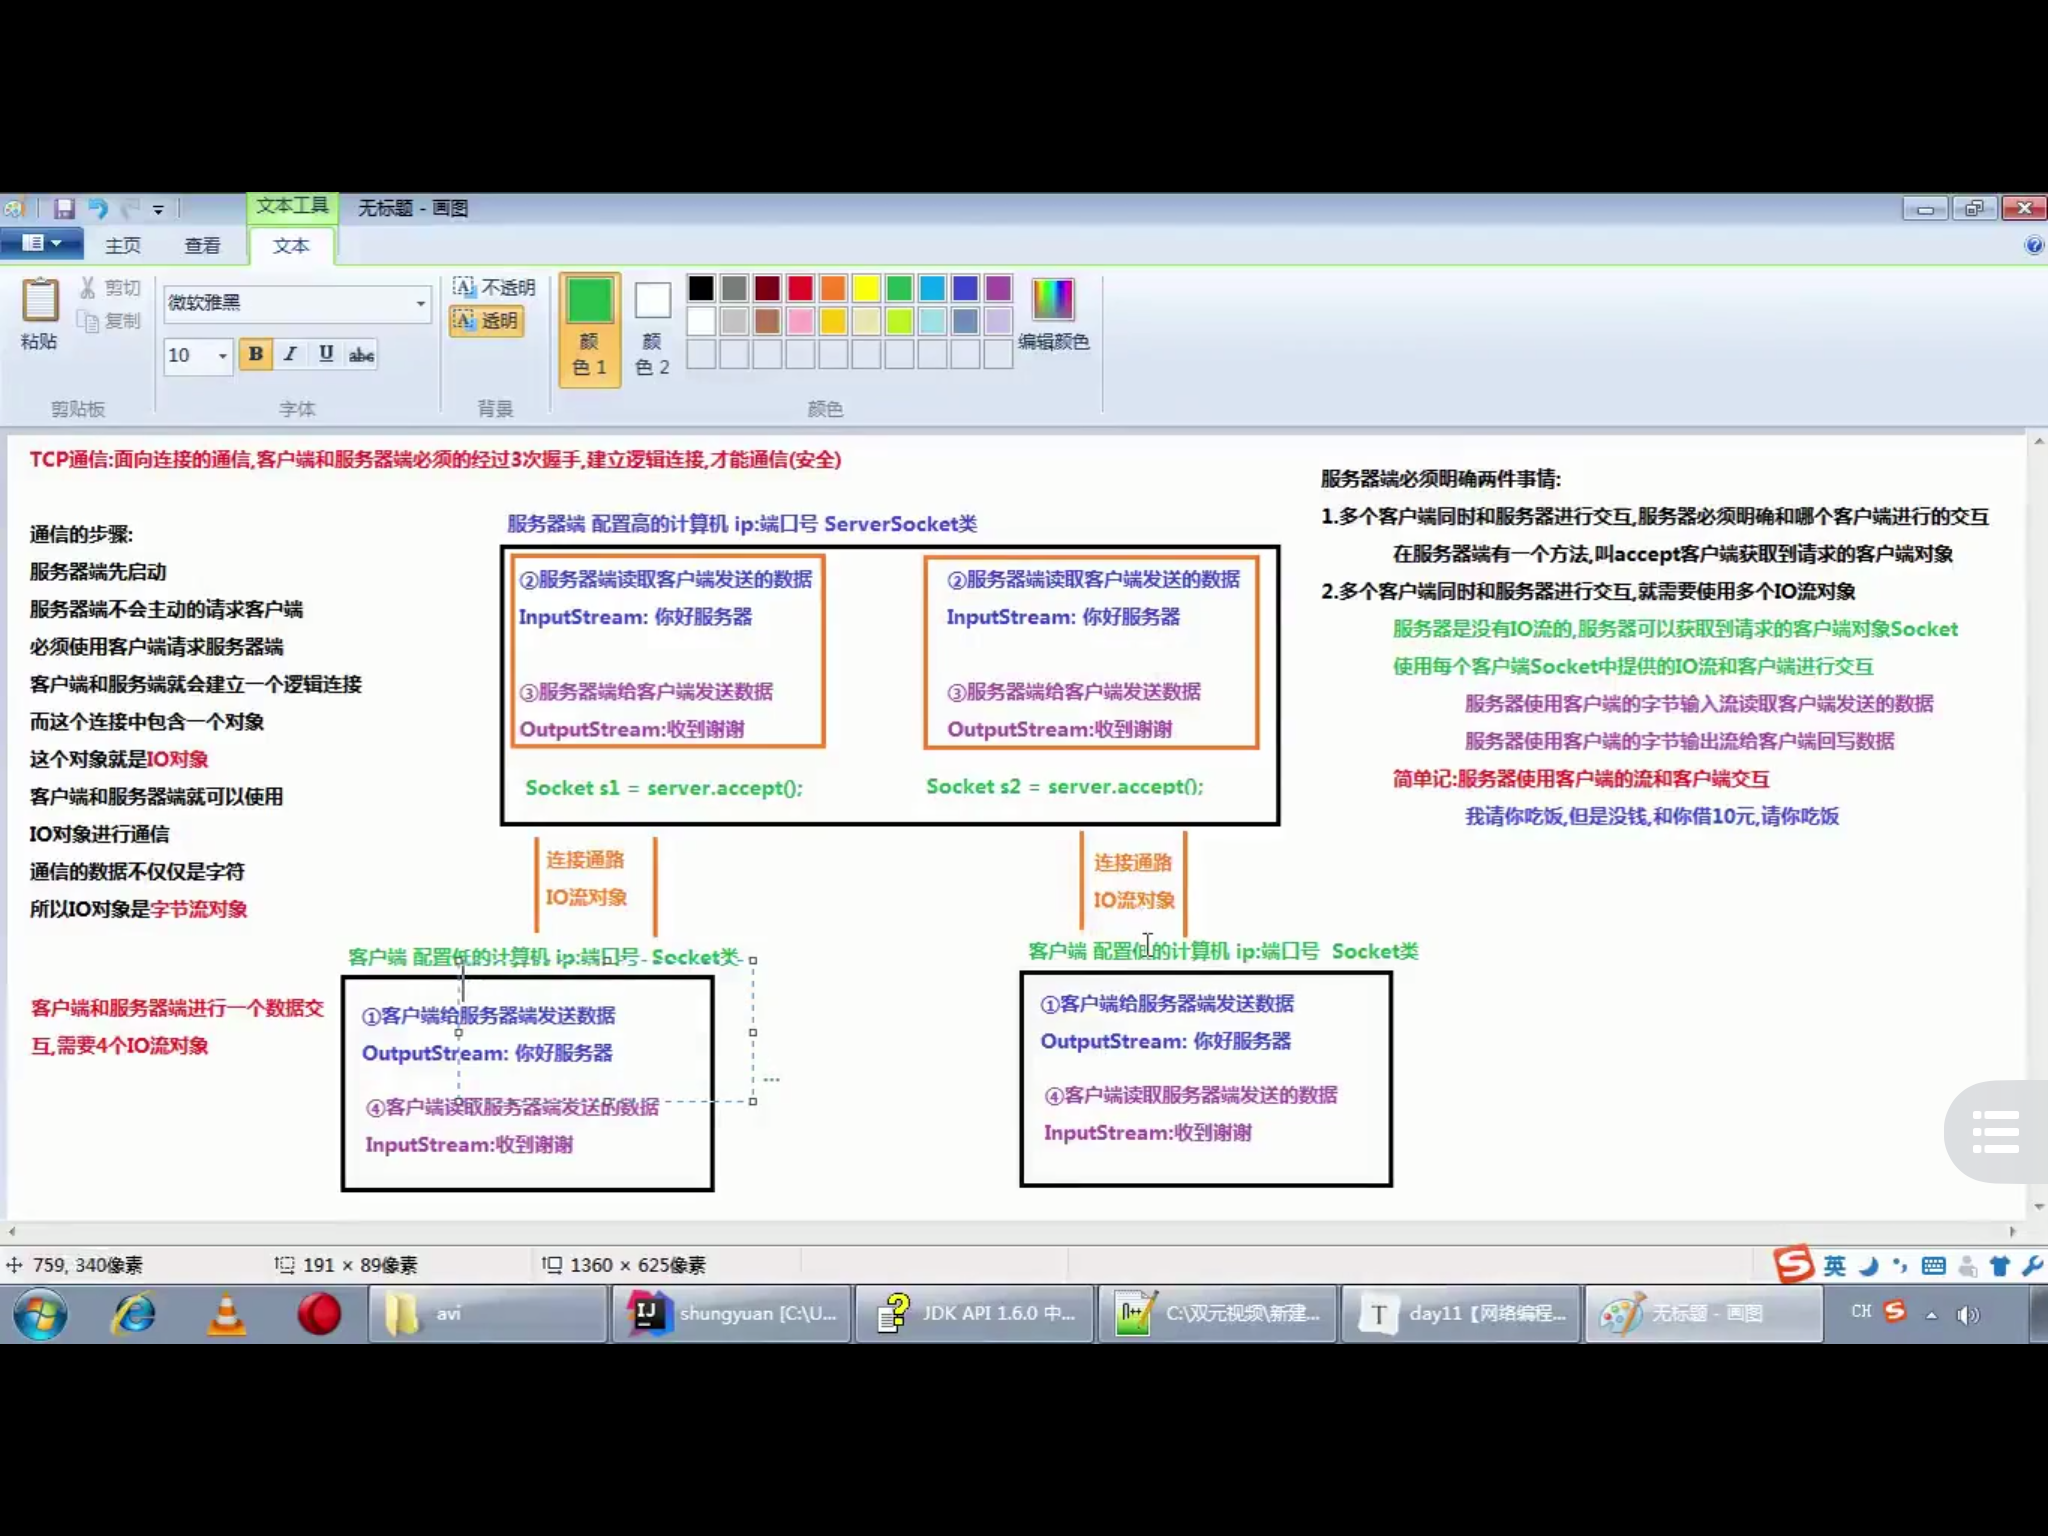 文本工具
无标题 - 画图
主页
查看
文本
粘贴
剪切
复制
剪贴板
微软雅黑
10
B I U abc
字体
不透明
透明
背景
颜
色 1
颜
色 2
编辑颜色
颜色
TCP通信:面向连接的通信,客户端和服务器端必须的经过3次握手,建立逻辑连接,才能通信(安全)
通信的步骤:
服务器端先启动
服务器端不会主动的请求客户端
必须使用客户端请求服务器端
客户端和服务端就会建立一个逻辑连接
而这个连接中包含一个对象
这个对象就是IO对象
客户端和服务器端就可以使用
IO对象进行通信
通信的数据不仅仅是字符
所以IO对象是字节流对象
客户端和服务器端进行一个数据交
互,需要4个IO流对象
服务器端 配置高的计算机 ip:端口号 ServerSocket类
②服务器端读取客户端发送的数据
InputStream: 你好服务器
③服务器端给客户端发送数据
OutputStream:收到谢谢
Socket s1 = server.accept();
②服务器端读取客户端发送的数据
InputStream: 你好服务器
③服务器端给客户端发送数据
OutputStream:收到谢谢
Socket s2 = server.accept();
连接通路
IO流对象
连接通路
IO流对象
客户端 配置低的计算机 ip:端口号 Socket类
①客户端给服务器端发送数据
OutputStream: 你好服务器
④客户端读取服务器端发送的数据
InputStream:收到谢谢
客户端 配置低的计算机 ip:端口号 Socket类
①客户端给服务器端发送数据
OutputStream: 你好服务器
④客户端读取服务器端发送的数据
InputStream:收到谢谢
服务器端必须明确两件事情:
1.多个客户端同时和服务器进行交互,服务器必须明确和哪个客户端进行的交互
在服务器端有一个方法,叫accept客户端获取到请求的客户端对象
2.多个客户端同时和服务器进行交互,就需要使用多个IO流对象
服务器是没有IO流的,服务器可以获取到请求的客户端对象Socket
使用每个客户端Socket中提供的IO流和客户端进行交互
服务器使用客户端的字节输入流读取客户端发送的数据
服务器使用客户端的字节输出流给客户端回写数据
简单记:服务器使用客户端的流和客户端交互
我请你吃饭,但是没钱,和你借10元,请你吃饭
759, 340像素
191 × 89像素
1360 × 625像素
英
avi
shungyuan [C:\U...
JDK API 1.6.0 中...
C:\双元视频\新建...
day11【网络编程...
无标题 - 画图
CH